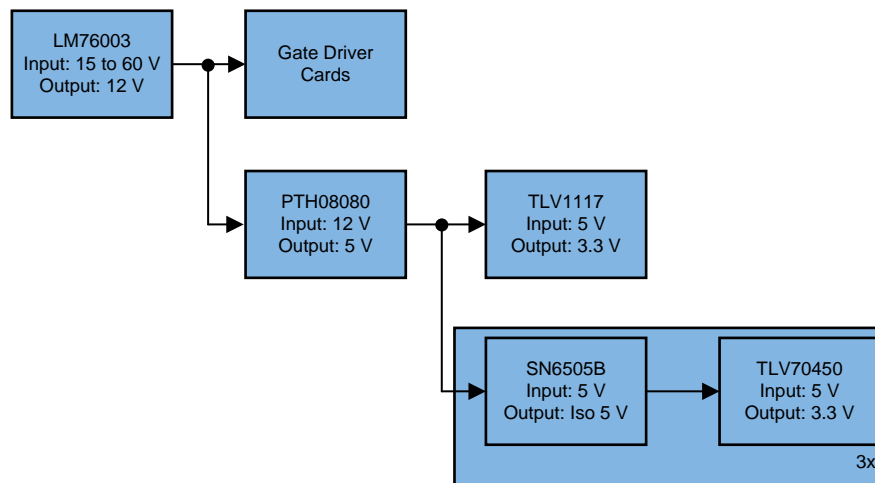 LM76003
Input: 15 to 60 V
Output: 12 V
Gate Driver
Cards
PTH08080
Input: 12 V
Output: 5 V
TLV1117
Input: 5 V
Output: 3.3 V
SN6505B
Input: 5 V
Output: Iso 5 V
TLV70450
Input: 5 V
Output: 3.3 V
3x